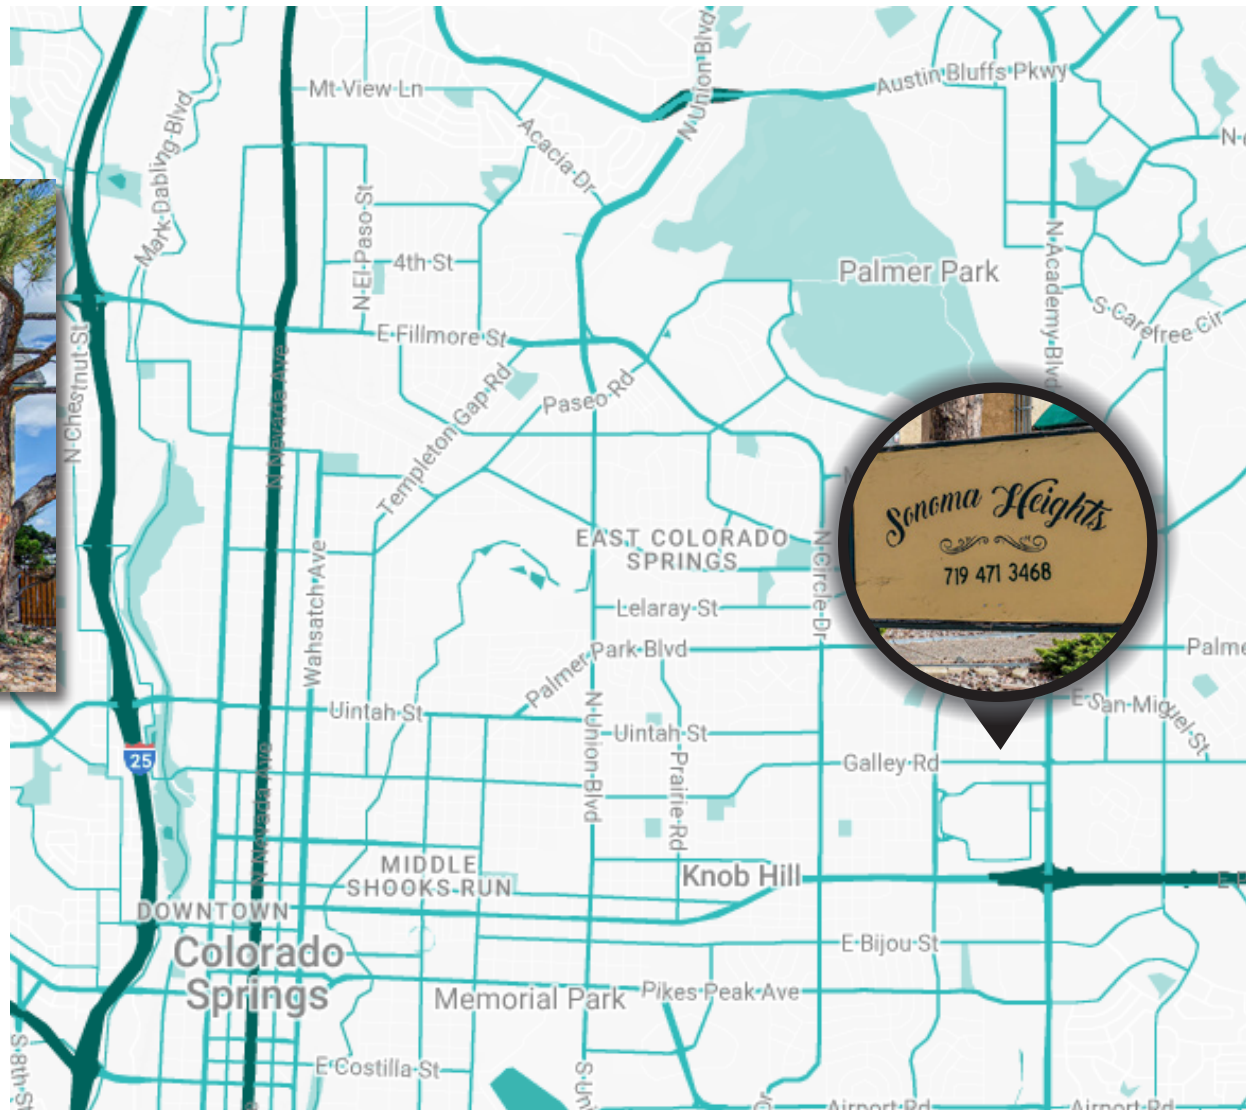 N Union Blvd
Austin Bluffs Pkwy
Mt View Ln
Mark Dabling Blvd
Acacia Dr
N El Paso St
4th St
Palmer Park
N Academy Blvd
S Carefree Cir
E Fillmore St
N Chestnut St
N Nevada Ave
Templeton Gap Rd
Paseo Rd
Sonoma Heights
719 471 3468
EAST COLORADO
SPRINGS
N Circle Dr
Wahsatch Ave
Lelaray St
Palmer Park Blvd
Palme
E San Miguel St
Uintah St
N Union Blvd
Uintah St
Prairie Rd
Galley Rd
25
N Nevada Ave
MIDDLE
SHOOKS RUN
Knob Hill
DOWNTOWN
Colorado
Springs
E Bijou St
Memorial Park
Pikes Peak Ave
S 8th St
E Costilla St
S Uni
Dr
Airport Rd
Airport Rd